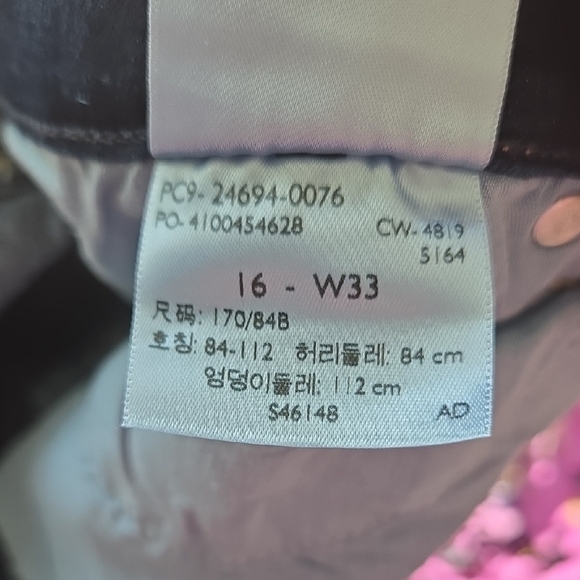 PC9- 24694-0076
PO- 4100454628 CW- 4819
5164
16 - W33
尺码: 170/84B
호칭: 84-112 허리둘레: 84 cm
엉덩이둘레: 112 cm
S46148 AD